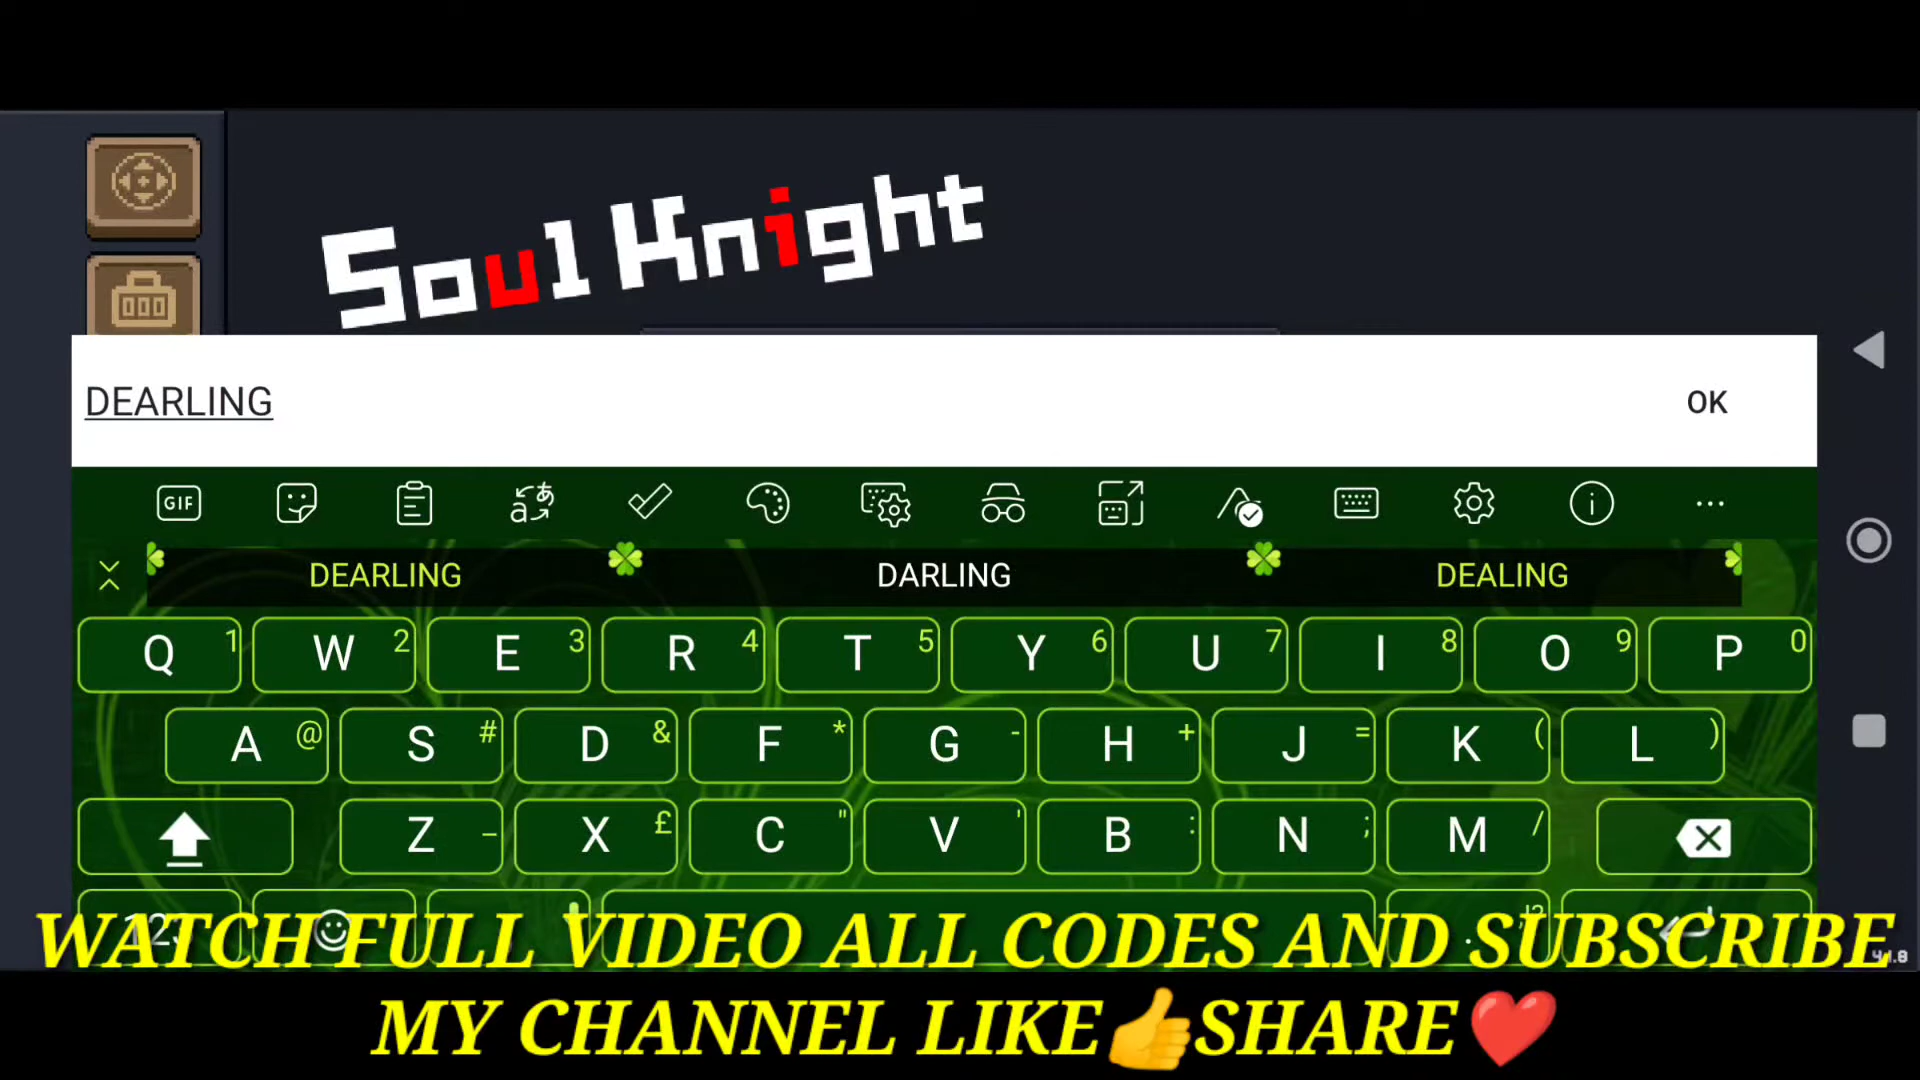 Soul Knight
DEARLING OK
GIF
DEARLING DARLING DEALING
Q 1 W 2 E 3 R 4 T 5 Y 6 U 7 I 8 O 9 P 0
A @ S # D & F * G - H + J = K ( L )
Z _ X £ C " V ' B : N ; M /
123 , . !?
WATCH FULL VIDEO ALL CODES AND SUBSCRIBE
MY CHANNEL LIKE👍SHARE❤️